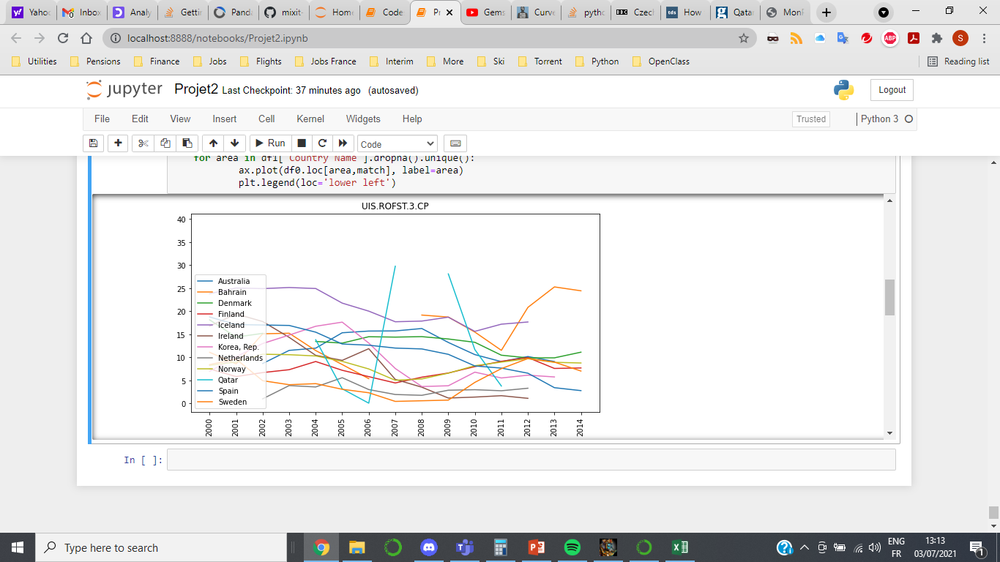 Yahoo
Inbox
Analy
Gettir
Panda
mixit-
Home
Code
Pr
Gems
Curve
pytho
BBC Czech
tds How
Qatar
MonP
localhost:8888/notebooks/Projet2.ipynb
ABP
S
Utilities Pensions Finance Jobs Flights Jobs France Interim More Ski Torrent Python OpenClass Reading list
jupyter Projet2 Last Checkpoint: 37 minutes ago (autosaved) Logout
File Edit View Insert Cell Kernel Widgets Help Trusted Python 3
Run Code
for area in df1['Country Name'].dropna().unique():
ax.plot(df0.loc[area,match], label=area)
plt.legend(loc='lower left')
UIS.ROFST.3.CP
40
35
30
25
20
15
10
5
0
Australia
Bahrain
Denmark
Finland
Iceland
Ireland
Korea, Rep.
Netherlands
Norway
Qatar
Spain
Sweden
2000 2001 2002 2003 2004 2005 2006 2007 2008 2009 2010 2011 2012 2013 2014
In [ ]:
Type here to search
ENG
FR
13:13
03/07/2021
1